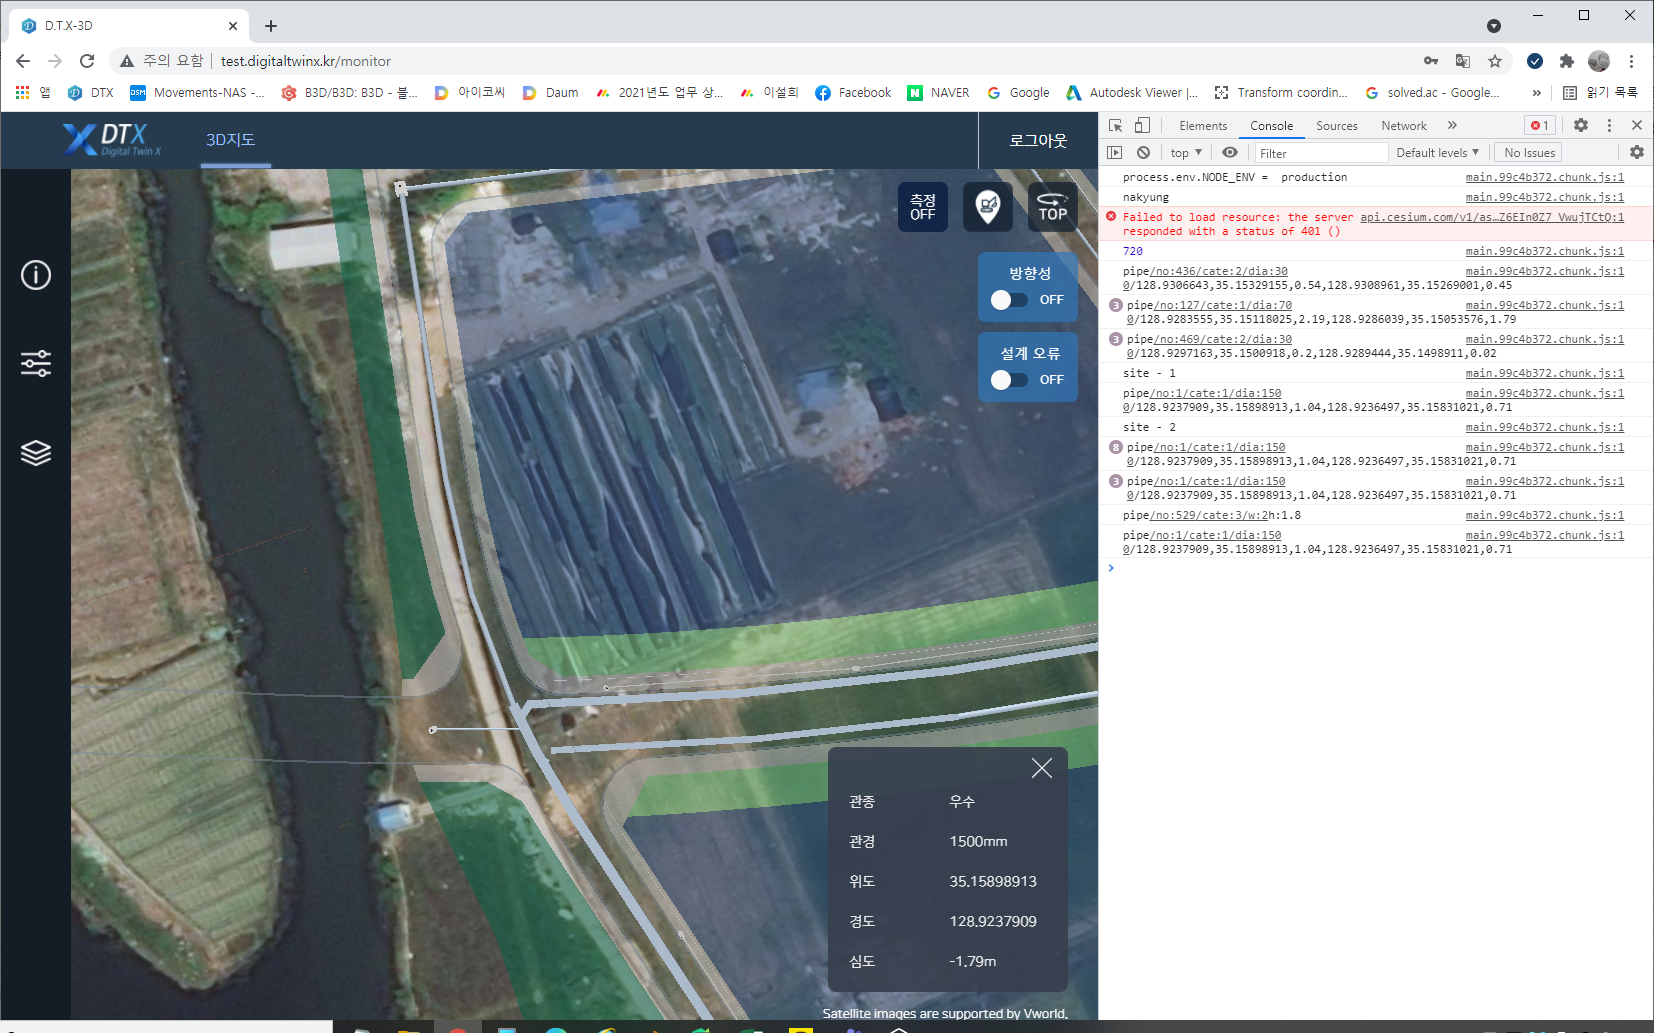 D.T.X-3D
주의 요함
test.digitaltwinx.kr/monitor
앱
DTX
Movements-NAS -...
B3D/B3D: B3D - 블...
아이코씨
Daum
2021년도 업무 상...
이설희
Facebook
NAVER
Google
Autodesk Viewer |...
Transform coordin...
solved.ac - Google...
»
읽기 목록
DTX
Digital Twin X
3D지도
로그아웃
측정
OFF
TOP
방향성
OFF
설계 오류
OFF
관종 우수
관경 1500mm
위도 35.15898913
경도 128.9237909
심도 -1.79m
Satellite images are supported by Vworld.
Elements Console Sources Network » 1
top ▼ Filter Default levels ▼ No Issues
process.env.NODE_ENV = production main.99c4b372.chunk.js:1
nakyung main.99c4b372.chunk.js:1
Failed to load resource: the server api.cesium.com/v1/as…Z6EIn0Z7_VwujTCtQ:1
responded with a status of 401 ()
720 main.99c4b372.chunk.js:1
pipe/no:436/cate:2/dia:30 main.99c4b372.chunk.js:1
0/128.9306643,35.15329155,0.54,128.9308961,35.15269001,0.45
3 pipe/no:127/cate:1/dia:70 main.99c4b372.chunk.js:1
0/128.9283555,35.15118025,2.19,128.9286039,35.15053576,1.79
3 pipe/no:469/cate:2/dia:30 main.99c4b372.chunk.js:1
0/128.9297163,35.1500918,0.2,128.9289444,35.1498911,0.02
site - 1 main.99c4b372.chunk.js:1
pipe/no:1/cate:1/dia:150 main.99c4b372.chunk.js:1
0/128.9237909,35.15898913,1.04,128.9236497,35.15831021,0.71
site - 2 main.99c4b372.chunk.js:1
8 pipe/no:1/cate:1/dia:150 main.99c4b372.chunk.js:1
0/128.9237909,35.15898913,1.04,128.9236497,35.15831021,0.71
3 pipe/no:1/cate:1/dia:150 main.99c4b372.chunk.js:1
0/128.9237909,35.15898913,1.04,128.9236497,35.15831021,0.71
pipe/no:529/cate:3/w:2h:1.8 main.99c4b372.chunk.js:1
pipe/no:1/cate:1/dia:150 main.99c4b372.chunk.js:1
0/128.9237909,35.15898913,1.04,128.9236497,35.15831021,0.71